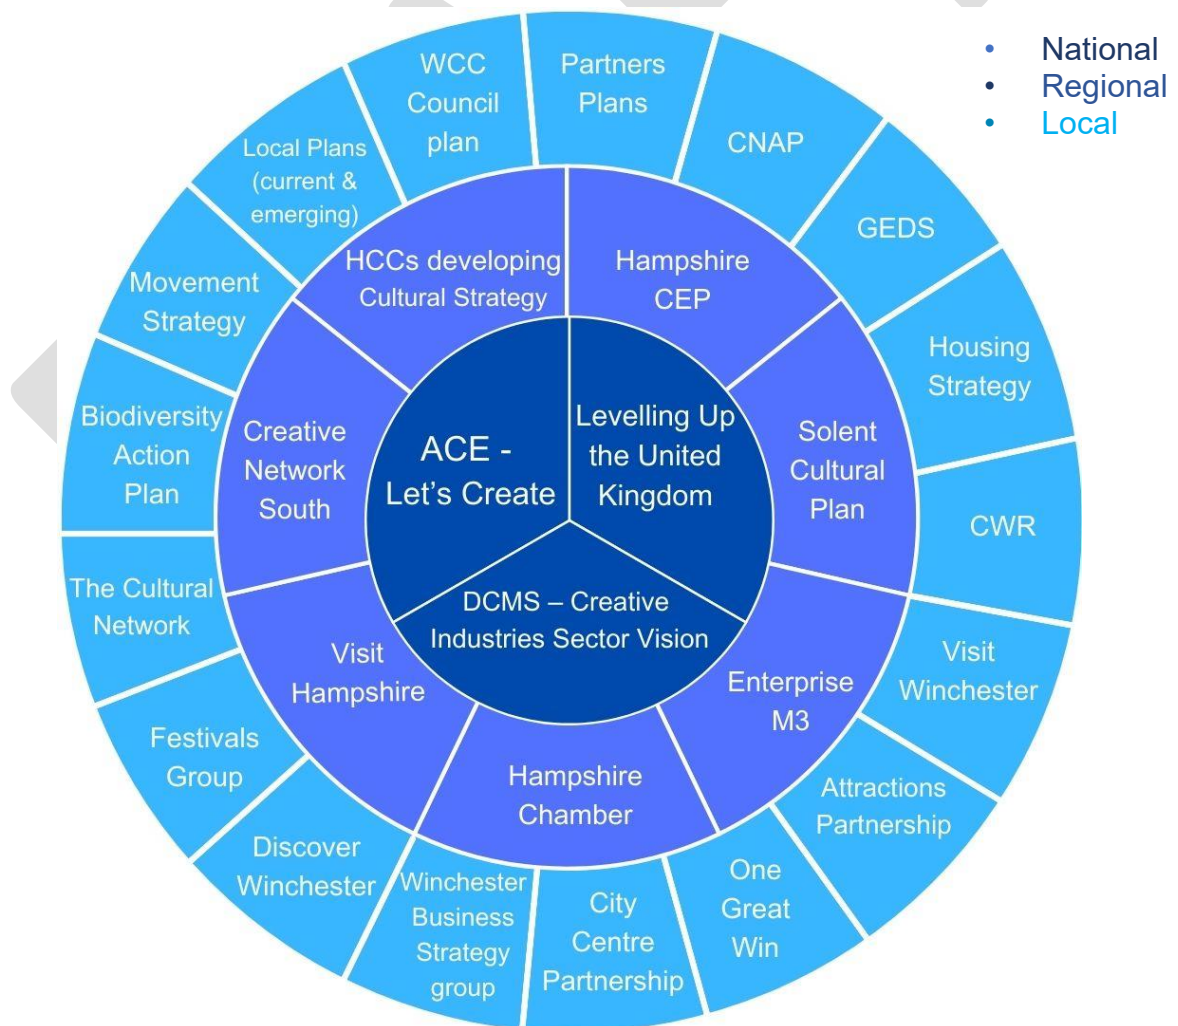 • National
• Regional
• Local
WCC
Council
plan
Partners
Plans
CNAP
GEDS
Housing
Strategy
CWR
Visit
Winchester
Attractions
Partnership
One
Great
Win
City
Centre
Partnership
Winchester
Business
Strategy
group
Discover
Winchester
Festivals
Group
The Cultural
Network
Biodiversity
Action
Plan
Movement
Strategy
Local Plans
(current &
emerging)
HCCs developing
Cultural Strategy
Hampshire
CEP
Solent
Cultural
Plan
Enterprise
M3
Hampshire
Chamber
Visit
Hampshire
Creative
Network
South
ACE -
Let’s Create
Levelling Up
the United
Kingdom
DCMS – Creative
Industries Sector Vision